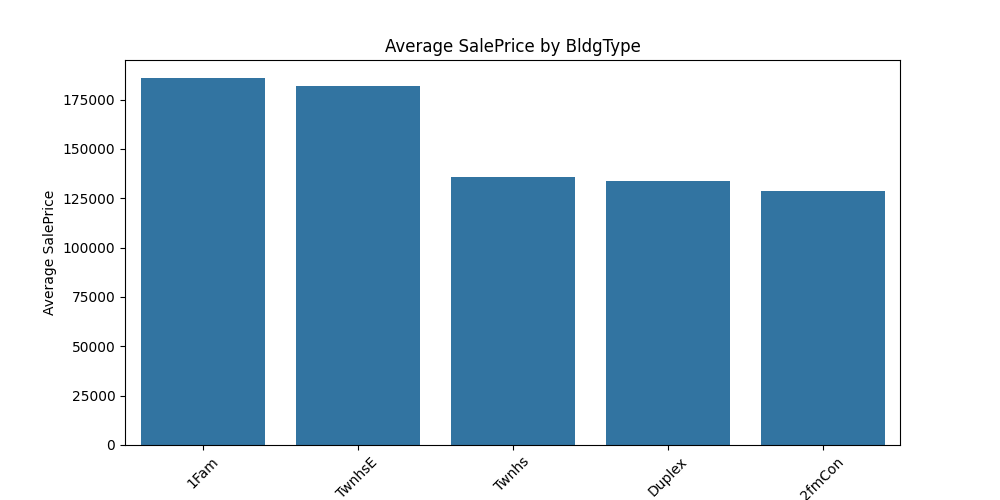 Average SalePrice by BldgType
175000
150000
125000
100000
75000
50000
25000
0
Average SalePrice
1Fam
TwnhsE
Twnhs
Duplex
2fmCon